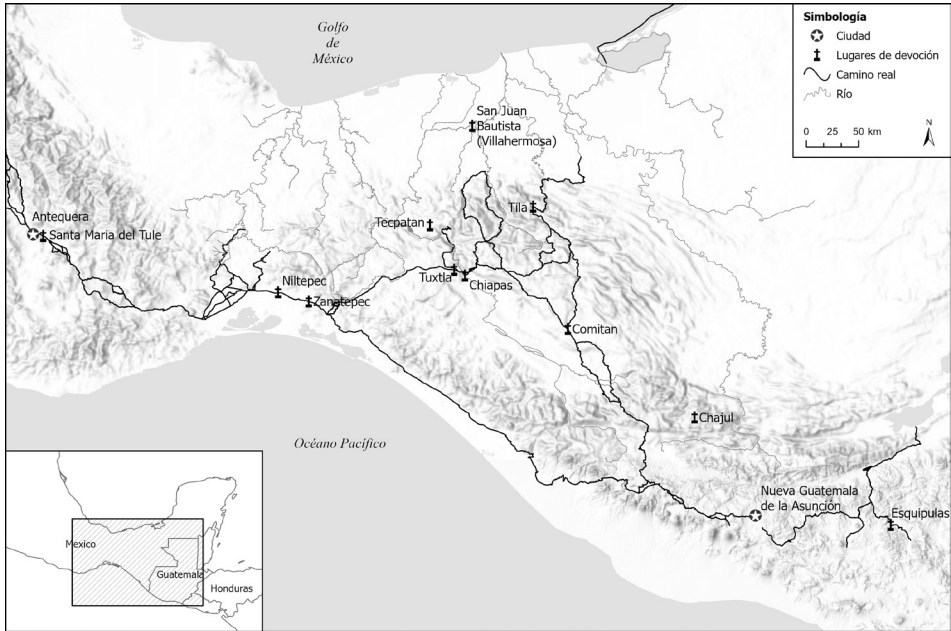 Golfo
de
México
Simbología
Ciudad
Lugares de devoción
Camino real
Río
0 25 50 km
N
San Juan
Bautista
(Villahermosa)
Antequera
Santa Maria del Tule
Tecpatan
Tila
Niltepec
Zanatepec
Tuxtla
Chiapas
Comitan
Chajul
Océano Pacífico
Nueva Guatemala
de la Asunción
Esquipulas
Mexico
Guatemala
Honduras